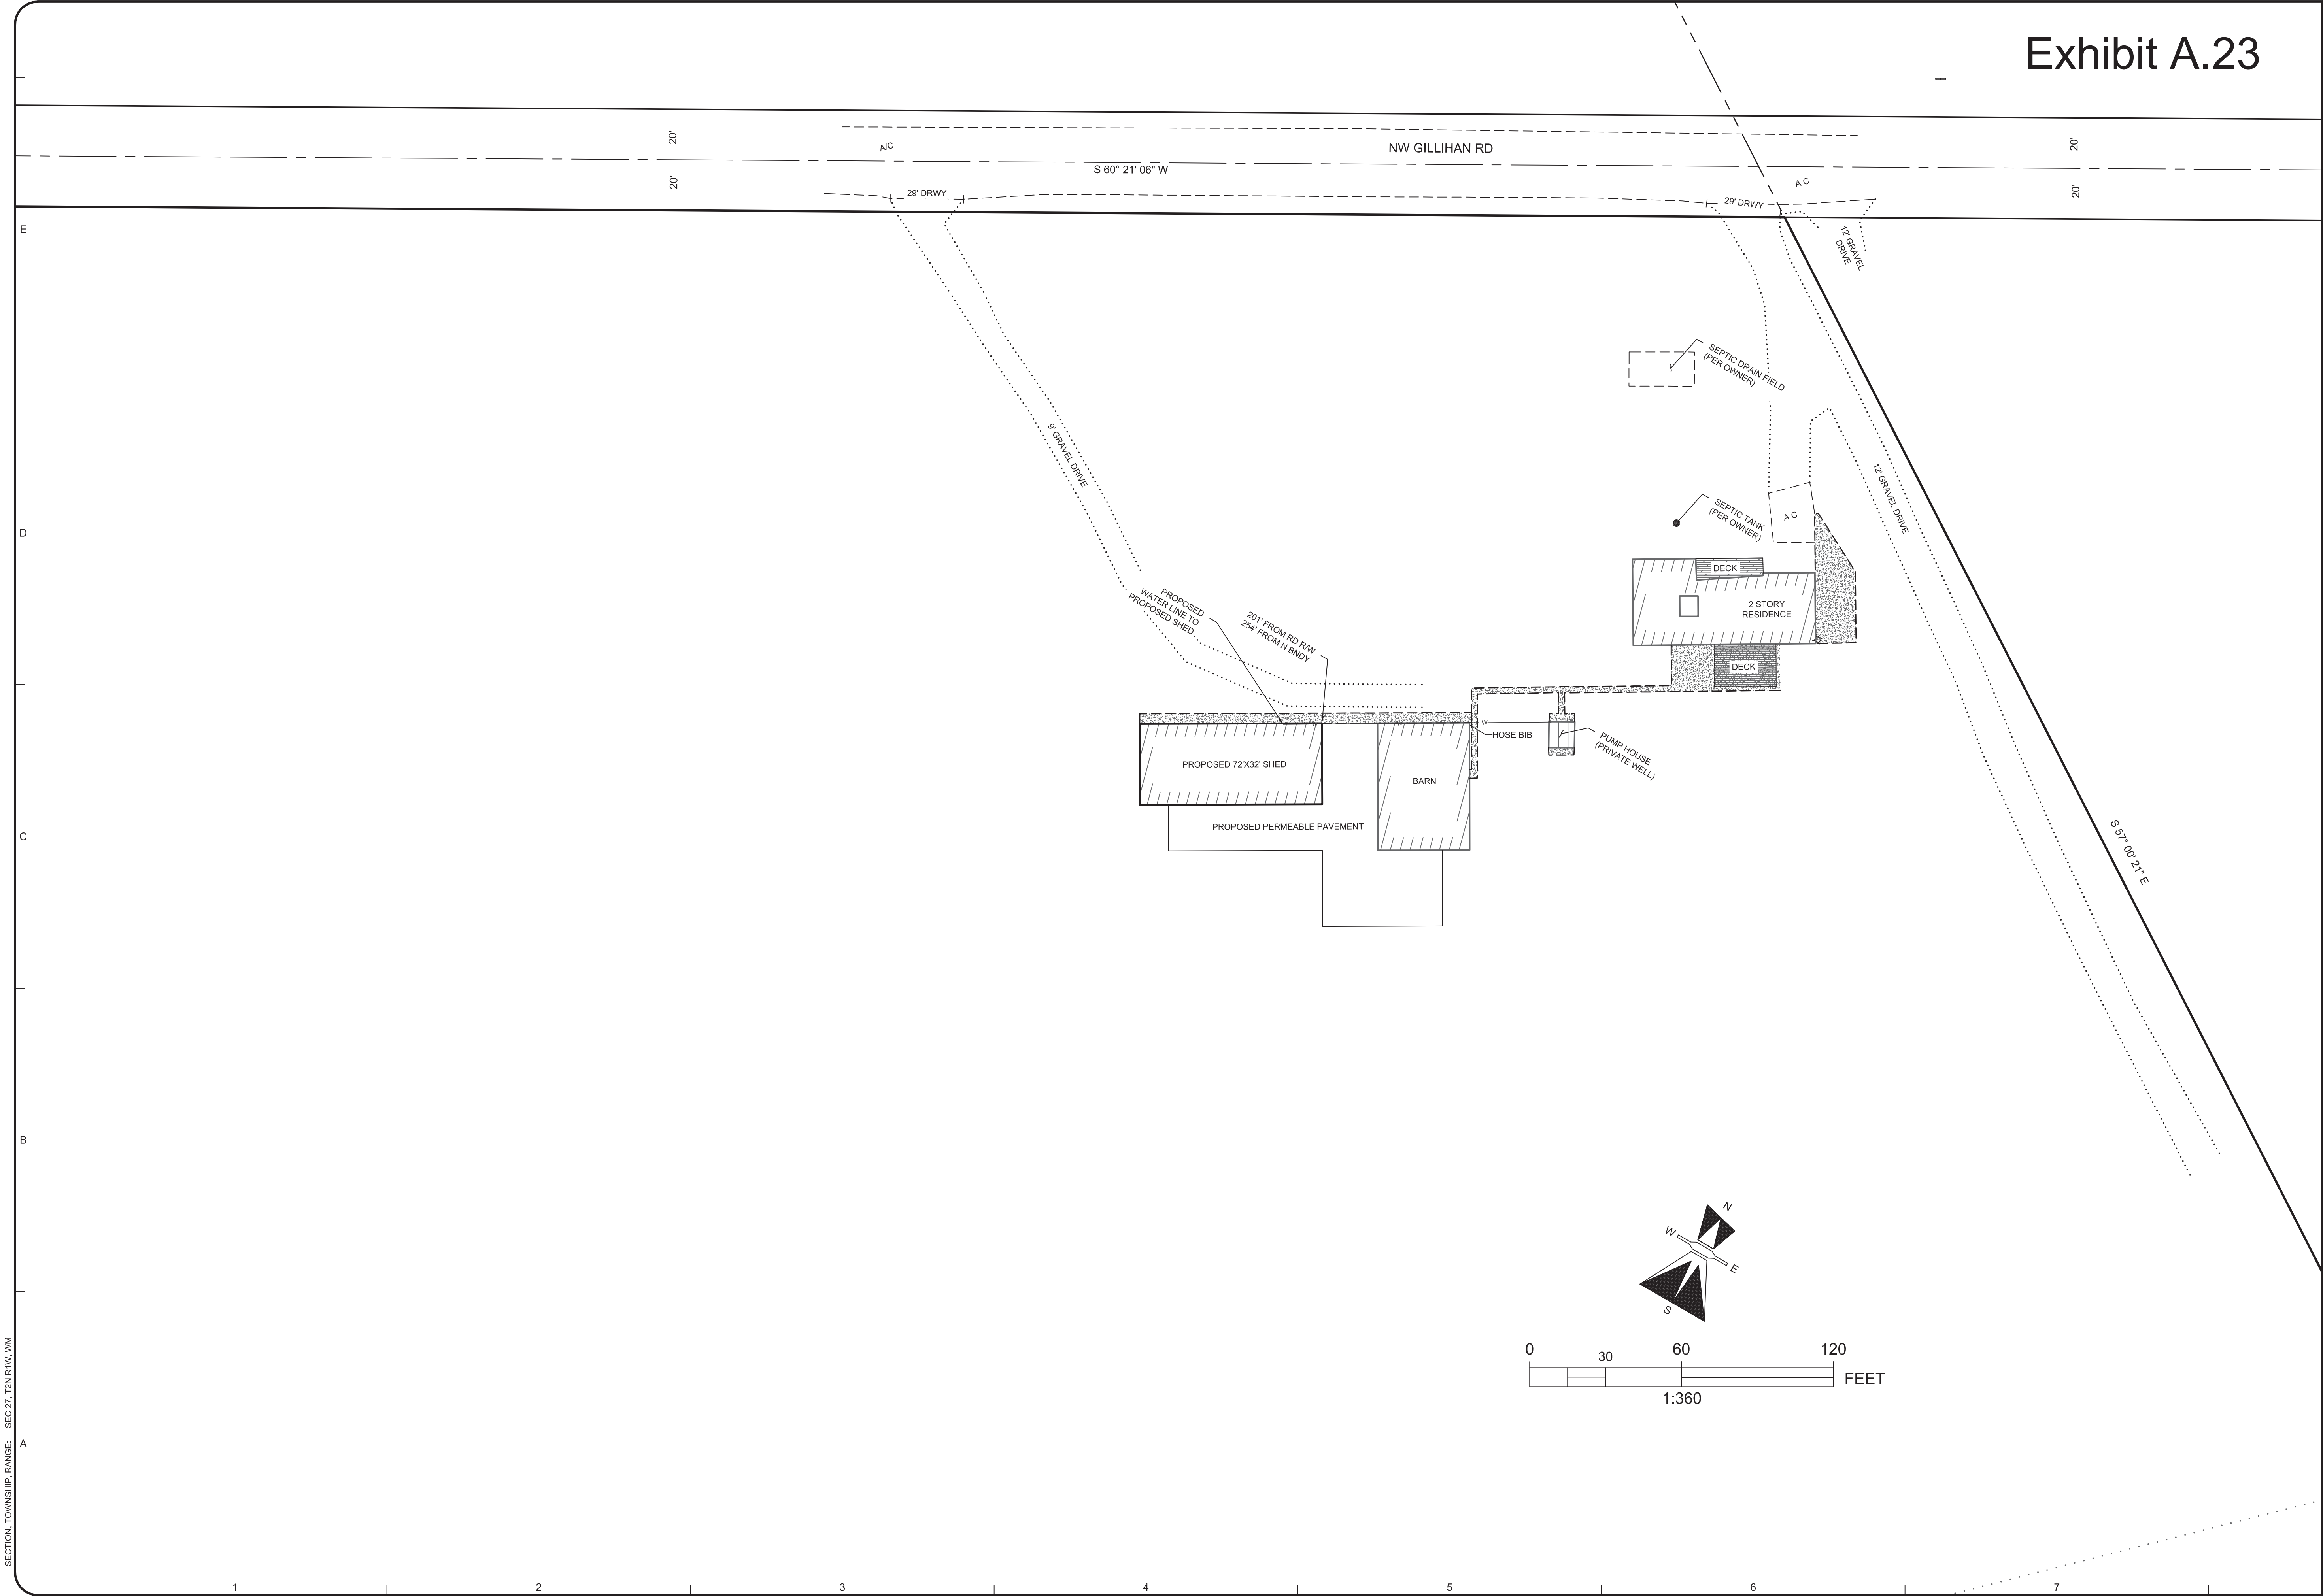 Exhibit A.23
20'
20'
A/C
NW GILLIHAN RD
S 60° 21' 06" W
20'
20'
29' DRWY
A/C
29' DRWY
E
12' GRAVEL
DRIVE
SEPTIC DRAIN FIELD
(PER OWNER)
9' GRAVEL DRIVE
12' GRAVEL DRIVE
SEPTIC TANK
(PER OWNER)
A/C
D
DECK
2 STORY
RESIDENCE
PROPOSED
WATER LINE TO
PROPOSED SHED
201' FROM RD R/W
254' FROM N BNDY
DECK
W
W
HOSE BIB
PUMP HOUSE
(PRIVATE WELL)
PROPOSED 72'X32' SHED
BARN
PROPOSED PERMEABLE PAVEMENT
C
S 57° 00' 21" E
B
N
W
E
S
0
30
60
120
FEET
1:360
A
SECTION, TOWNSHIP, RANGE: SEC 27, T2N R1W, WM
1
2
3
4
5
6
7